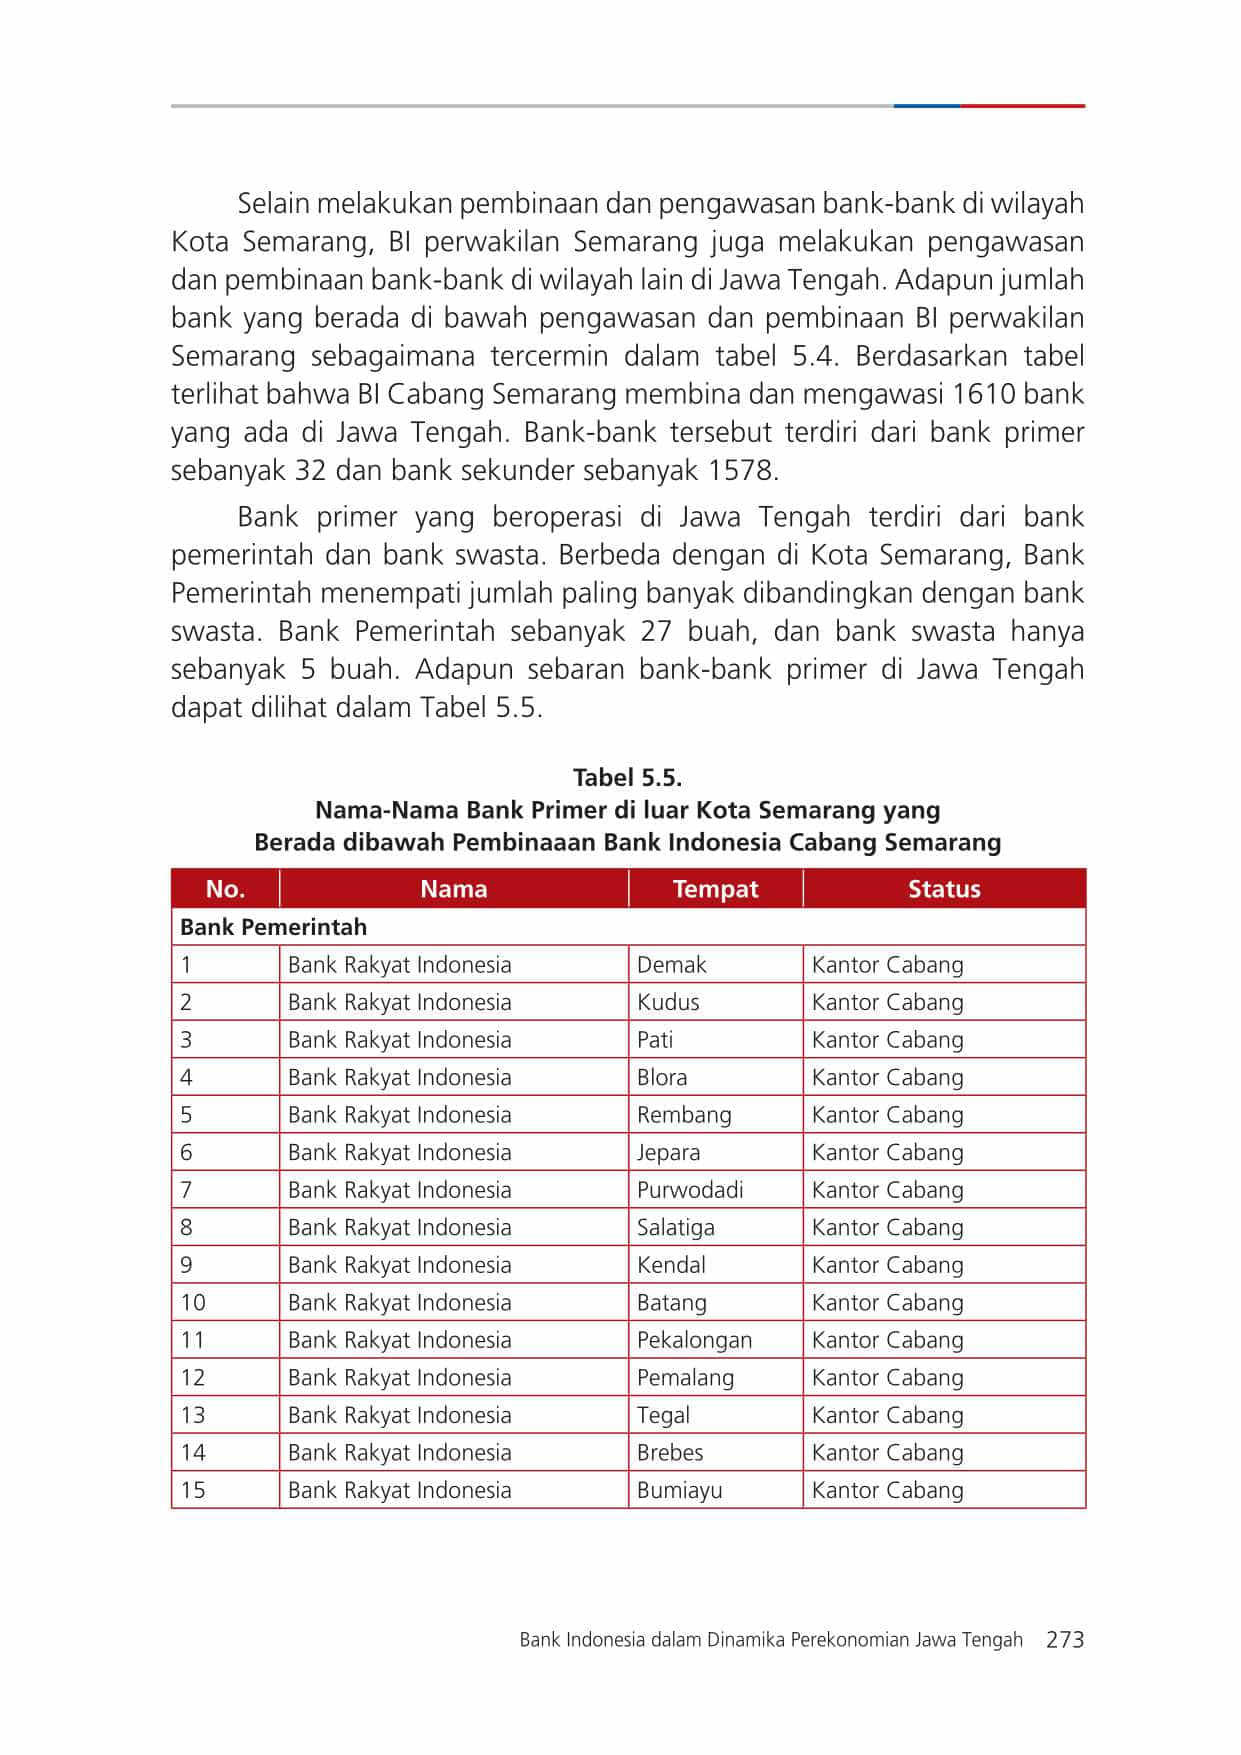 Selain melakukan pembinaan dan pengawasan bank-bank di wilayah
Kota Semarang, BI perwakilan Semarang juga melakukan pengawasan
dan pembinaan bank-bank di wilayah lain di Jawa Tengah. Adapun jumlah
bank yang berada di bawah pengawasan dan pembinaan BI perwakilan
Semarang sebagaimana tercermin dalam tabel 5.4. Berdasarkan tabel
terlihat bahwa BI Cabang Semarang membina dan mengawasi 1610 bank
yang ada di Jawa Tengah. Bank-bank tersebut terdiri dari bank primer
sebanyak 32 dan bank sekunder sebanyak 1578.
Bank primer yang beroperasi di Jawa Tengah terdiri dari bank
pemerintah dan bank swasta. Berbeda dengan di Kota Semarang, Bank
Pemerintah menempati jumlah paling banyak dibandingkan dengan bank
swasta. Bank Pemerintah sebanyak 27 buah, dan bank swasta hanya
sebanyak 5 buah. Adapun sebaran bank-bank primer di Jawa Tengah
dapat dilihat dalam Tabel 5.5.
Tabel 5.5.
Nama-Nama Bank Primer di luar Kota Semarang yang
Berada dibawah Pembinaaan Bank Indonesia Cabang Semarang
No. Nama Tempat Status
Bank Pemerintah
1 Bank Rakyat Indonesia Demak Kantor Cabang
2 Bank Rakyat Indonesia Kudus Kantor Cabang
3 Bank Rakyat Indonesia Pati Kantor Cabang
4 Bank Rakyat Indonesia Blora Kantor Cabang
5 Bank Rakyat Indonesia Rembang Kantor Cabang
6 Bank Rakyat Indonesia Jepara Kantor Cabang
7 Bank Rakyat Indonesia Purwodadi Kantor Cabang
8 Bank Rakyat Indonesia Salatiga Kantor Cabang
9 Bank Rakyat Indonesia Kendal Kantor Cabang
10 Bank Rakyat Indonesia Batang Kantor Cabang
11 Bank Rakyat Indonesia Pekalongan Kantor Cabang
12 Bank Rakyat Indonesia Pemalang Kantor Cabang
13 Bank Rakyat Indonesia Tegal Kantor Cabang
14 Bank Rakyat Indonesia Brebes Kantor Cabang
15 Bank Rakyat Indonesia Bumiayu Kantor Cabang
Bank Indonesia dalam Dinamika Perekonomian Jawa Tengah 273